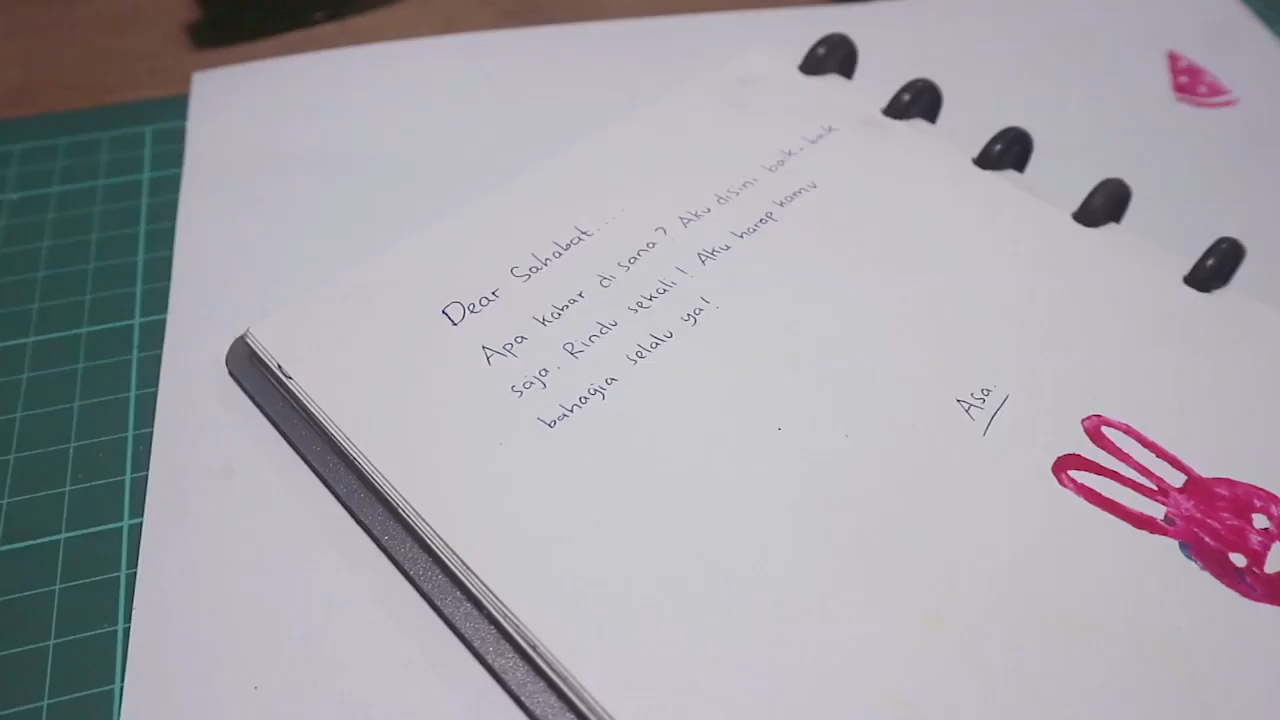 Dear Sahabat....
Apa kabar di sana? Aku disini baik-baik
saja. Rindu sekali! Aku harap kamu
bahagia selalu ya!
Asa.